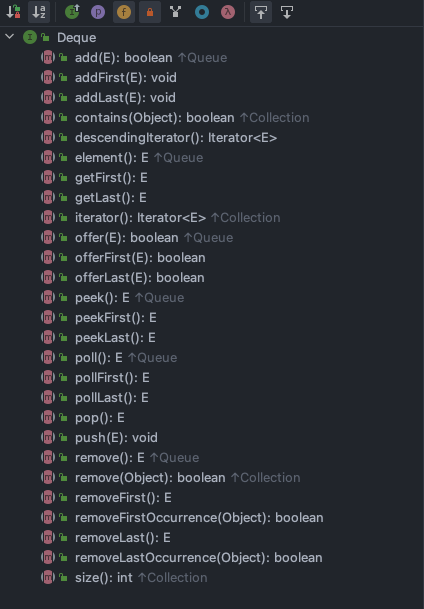 Deque
add(E): boolean ↑Queue
addFirst(E): void
addLast(E): void
contains(Object): boolean ↑Collection
descendingIterator(): Iterator<E>
element(): E ↑Queue
getFirst(): E
getLast(): E
iterator(): Iterator<E> ↑Collection
offer(E): boolean ↑Queue
offerFirst(E): boolean
offerLast(E): boolean
peek(): E ↑Queue
peekFirst(): E
peekLast(): E
poll(): E ↑Queue
pollFirst(): E
pollLast(): E
pop(): E
push(E): void
remove(): E ↑Queue
remove(Object): boolean ↑Collection
removeFirst(): E
removeFirstOccurrence(Object): boolean
removeLast(): E
removeLastOccurrence(Object): boolean
size(): int ↑Collection